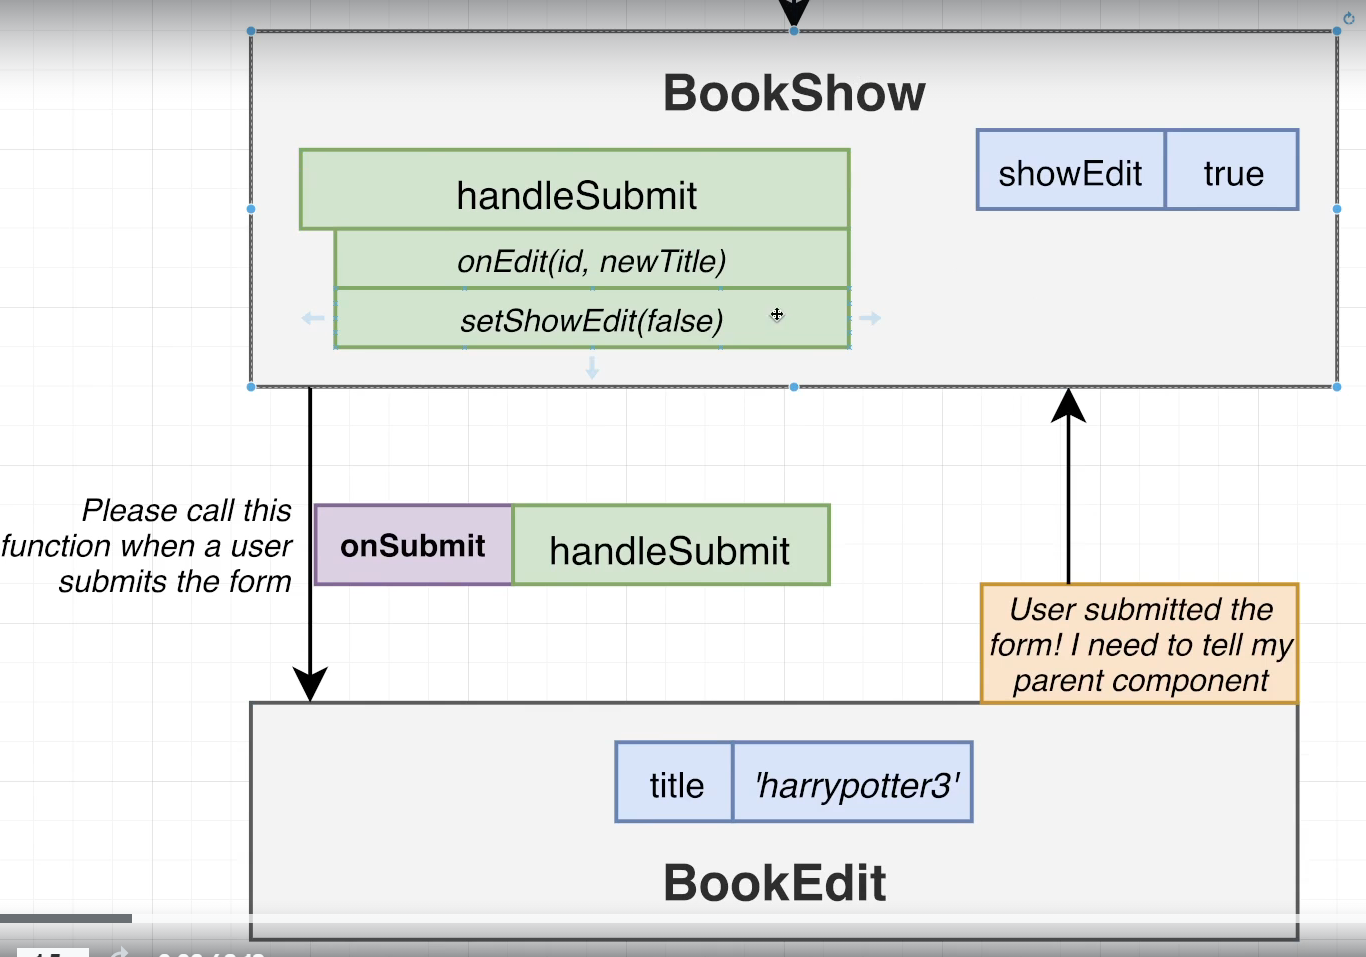 BookShow
showEdit true
handleSubmit
onEdit(id, newTitle)
setShowEdit(false)
Please call this
function when a user
submits the form
onSubmit handleSubmit
User submitted the
form! I need to tell my
parent component
title 'harrypotter3'
BookEdit